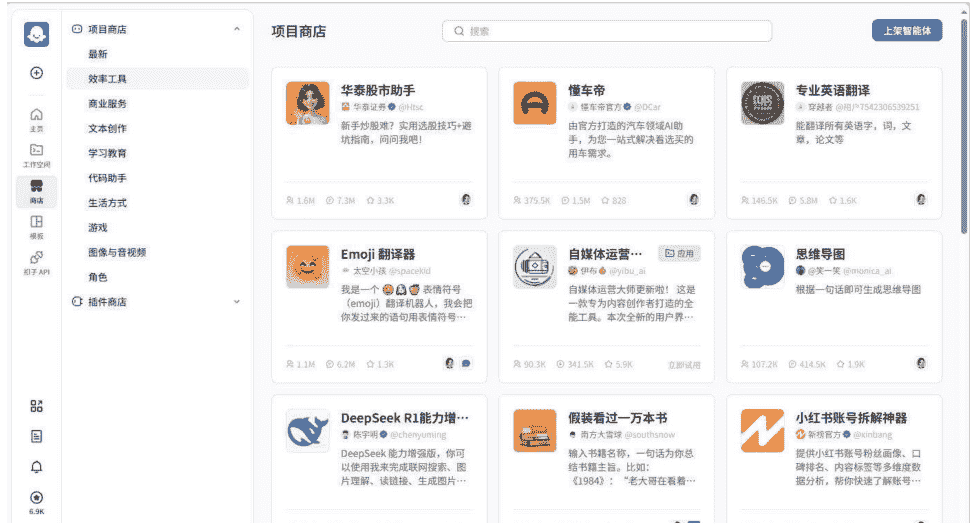 项目商店
最新
效率工具
商业服务
文本创作
学习教育
代码助手
生活方式
游戏
图像与音视频
角色
插件商店
主页
工作空间
商店
模板
扣子 API
6.9K
项目商店
搜索
上架智能体
华泰股市助手
华泰证券 @Htsc
新手炒股难？实用选股技巧+避
坑指南，问问我吧！
1.6M 7.3M 3.3K
懂车帝
懂车帝官方 @DCar
由官方打造的汽车领域AI助
手，为您一站式解决看选买的
用车需求。
375.5K 1.5M 828
专业英语翻译
穿越者 @用户7542306539251
能翻译所有英语字，词，文
章，论文等
146.5K 5.8M 1.6K
Emoji 翻译器
太空小孩 @spacekid
我是一个 表情符号
（emoji）翻译机器人，我会把
你发过来的语句用表情符号…
1.1M 6.2M 1.3K
自媒体运营… 应用
伊布 @yibu_ai
自媒体运营大师更新啦！ 这是
一款专为内容创作者打造的全
能工具。本次全新的用户界…
90.3K 341.5K 5.9K 立即试用
思维导图
@笑一笑 @monica_ai
根据一句话即可生成思维导图
107.2K 414.5K 1.9K
DeepSeek R1能力增…
陈宇明 @chenyuming
DeepSeek 能力增强版，你可
以使用我来完成联网搜索、图
片理解、读链接、生成图片…
假装看过一万本书
南方大雪球 @southsnow
输入书籍名称，一句话为你总
结书籍主旨。比如：
《1984》：“老大哥在看着…
小红书账号拆解神器
新榜官方 @xinbang
提供小红书账号粉丝画像、口
碑排名、内容标签等多维度数
据分析，帮你快速了解账号…